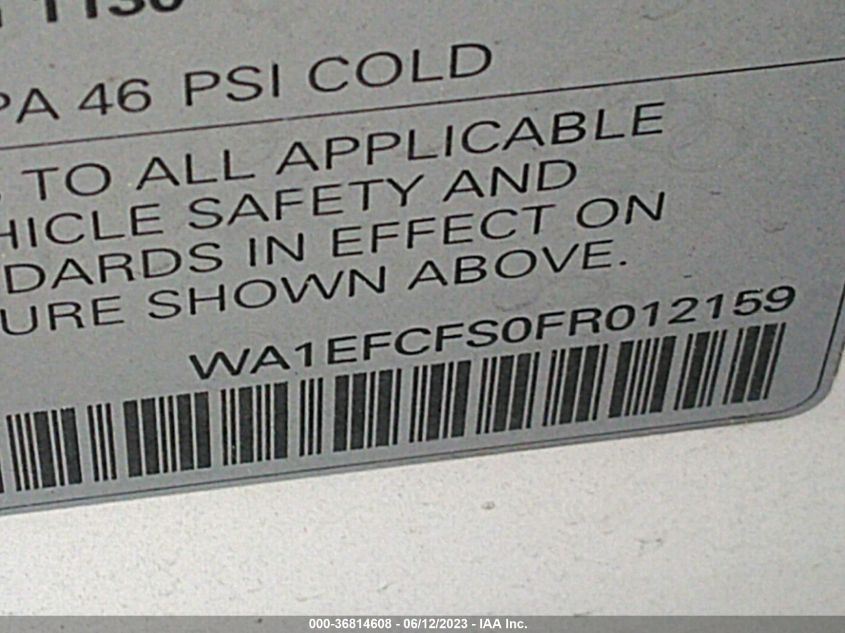 1130
PA 46 PSI COLD
S TO ALL APPLICABLE
HICLE SAFETY AND
DARDS IN EFFECT ON
URE SHOWN ABOVE.
WA1EFCFS0FR012159
000-36814608 - 06/12/2023 - IAA Inc.